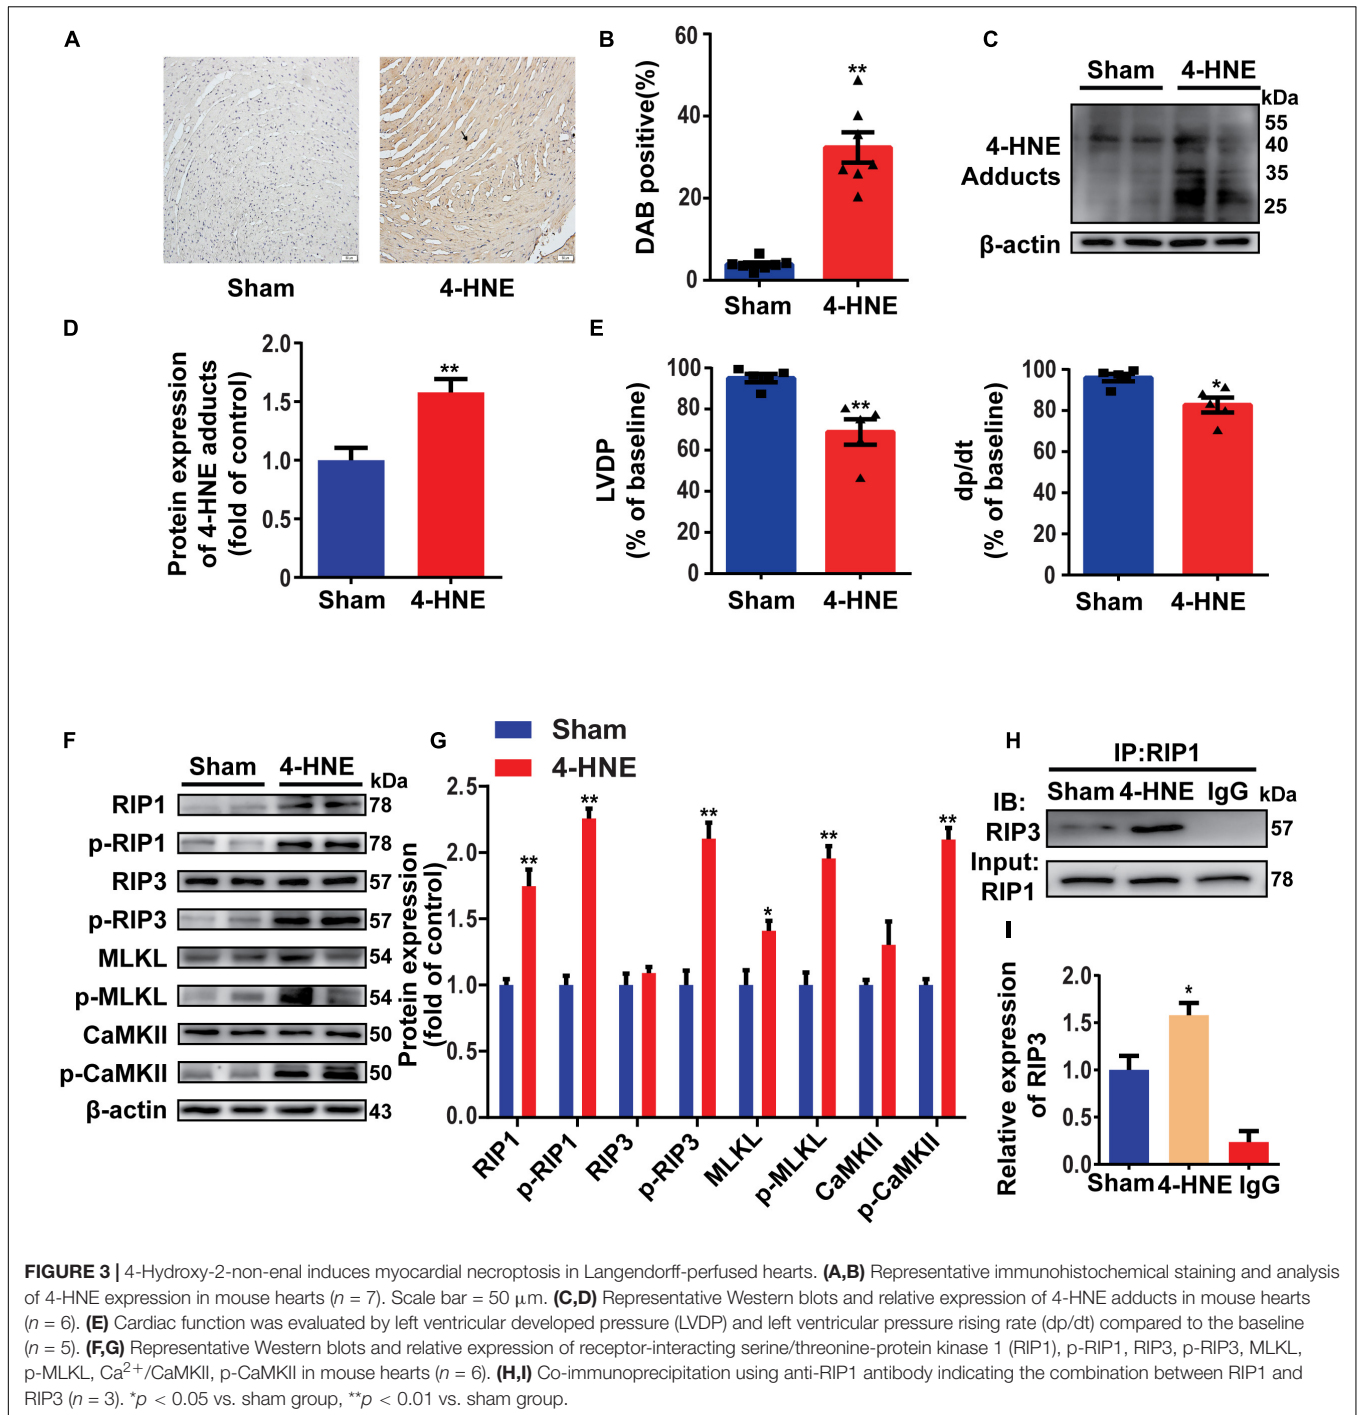 A
Sham
4-HNE
B
DAB positive(%)
60
40
20
0
**
Sham
4-HNE
C
Sham 4-HNE
kDa
4-HNE
Adducts
55
40
35
25
β-actin
D
Protein expression
of 4-HNE adducts
(fold of control)
2.0
1.5
1.0
0.5
0
**
Sham 4-HNE
E
LVDP
(% of baseline)
100
80
60
40
20
0
**
Sham 4-HNE
dp/dt
(% of baseline)
100
80
60
40
20
0
*
Sham 4-HNE
F
Sham 4-HNE
kDa
RIP1 78
p-RIP1 78
RIP3 57
p-RIP3 57
MLKL 54
p-MLKL 54
CaMKII 50
p-CaMKII 50
β-actin 43
G
Sham
4-HNE
Protein expression
(fold of control)
2.5
2.0
1.5
1.0
0.5
0.0
** ** ** * ** **
RIP1 p-RIP1 RIP3 p-RIP3 MLKL p-MLKL CaMKII p-CaMKII
H
IP:RIP1
Sham 4-HNE IgG kDa
IB:
RIP3 57
Input:
RIP1 78
I
Relative expression
of RIP3
2.0
1.5
1.0
0.5
0.0
*
Sham 4-HNE IgG
FIGURE 3 | 4-Hydroxy-2-non-enal induces myocardial necroptosis in Langendorff-perfused hearts. (A,B) Representative immunohistochemical staining and analysis
of 4-HNE expression in mouse hearts (n = 7). Scale bar = 50 μm. (C,D) Representative Western blots and relative expression of 4-HNE adducts in mouse hearts
(n = 6). (E) Cardiac function was evaluated by left ventricular developed pressure (LVDP) and left ventricular pressure rising rate (dp/dt) compared to the baseline
(n = 5). (F,G) Representative Western blots and relative expression of receptor-interacting serine/threonine-protein kinase 1 (RIP1), p-RIP1, RIP3, p-RIP3, MLKL,
p-MLKL, Ca2+/CaMKII, p-CaMKII in mouse hearts (n = 6). (H,I) Co-immunoprecipitation using anti-RIP1 antibody indicating the combination between RIP1 and
RIP3 (n = 3). *p < 0.05 vs. sham group, **p < 0.01 vs. sham group.